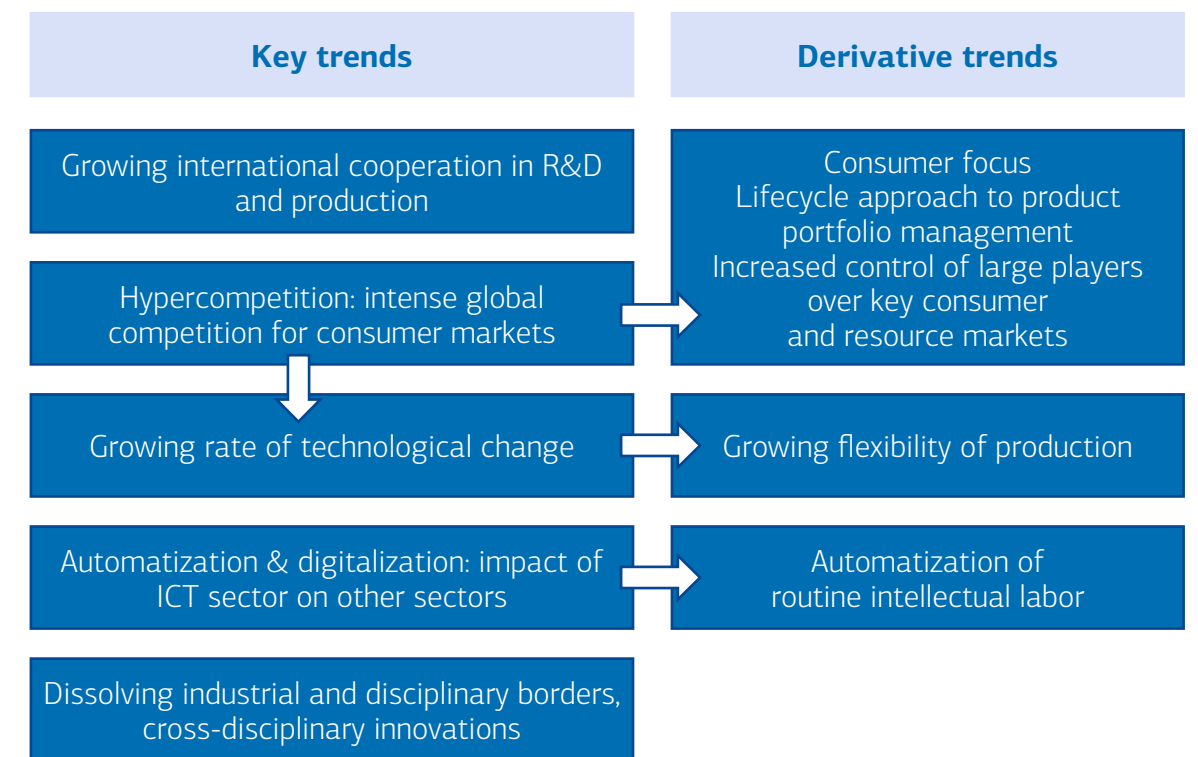 Key trends
Derivative trends
Growing international cooperation in R&D
and production
Consumer focus
Lifecycle approach to product
portfolio management
Increased control of large players
over key consumer
and resource markets
Hypercompetition: intense global
competition for consumer markets
Growing rate of technological change
Growing flexibility of production
Automatization & digitalization: impact of
ICT sector on other sectors
Automatization of
routine intellectual labor
Dissolving industrial and disciplinary borders,
cross-disciplinary innovations